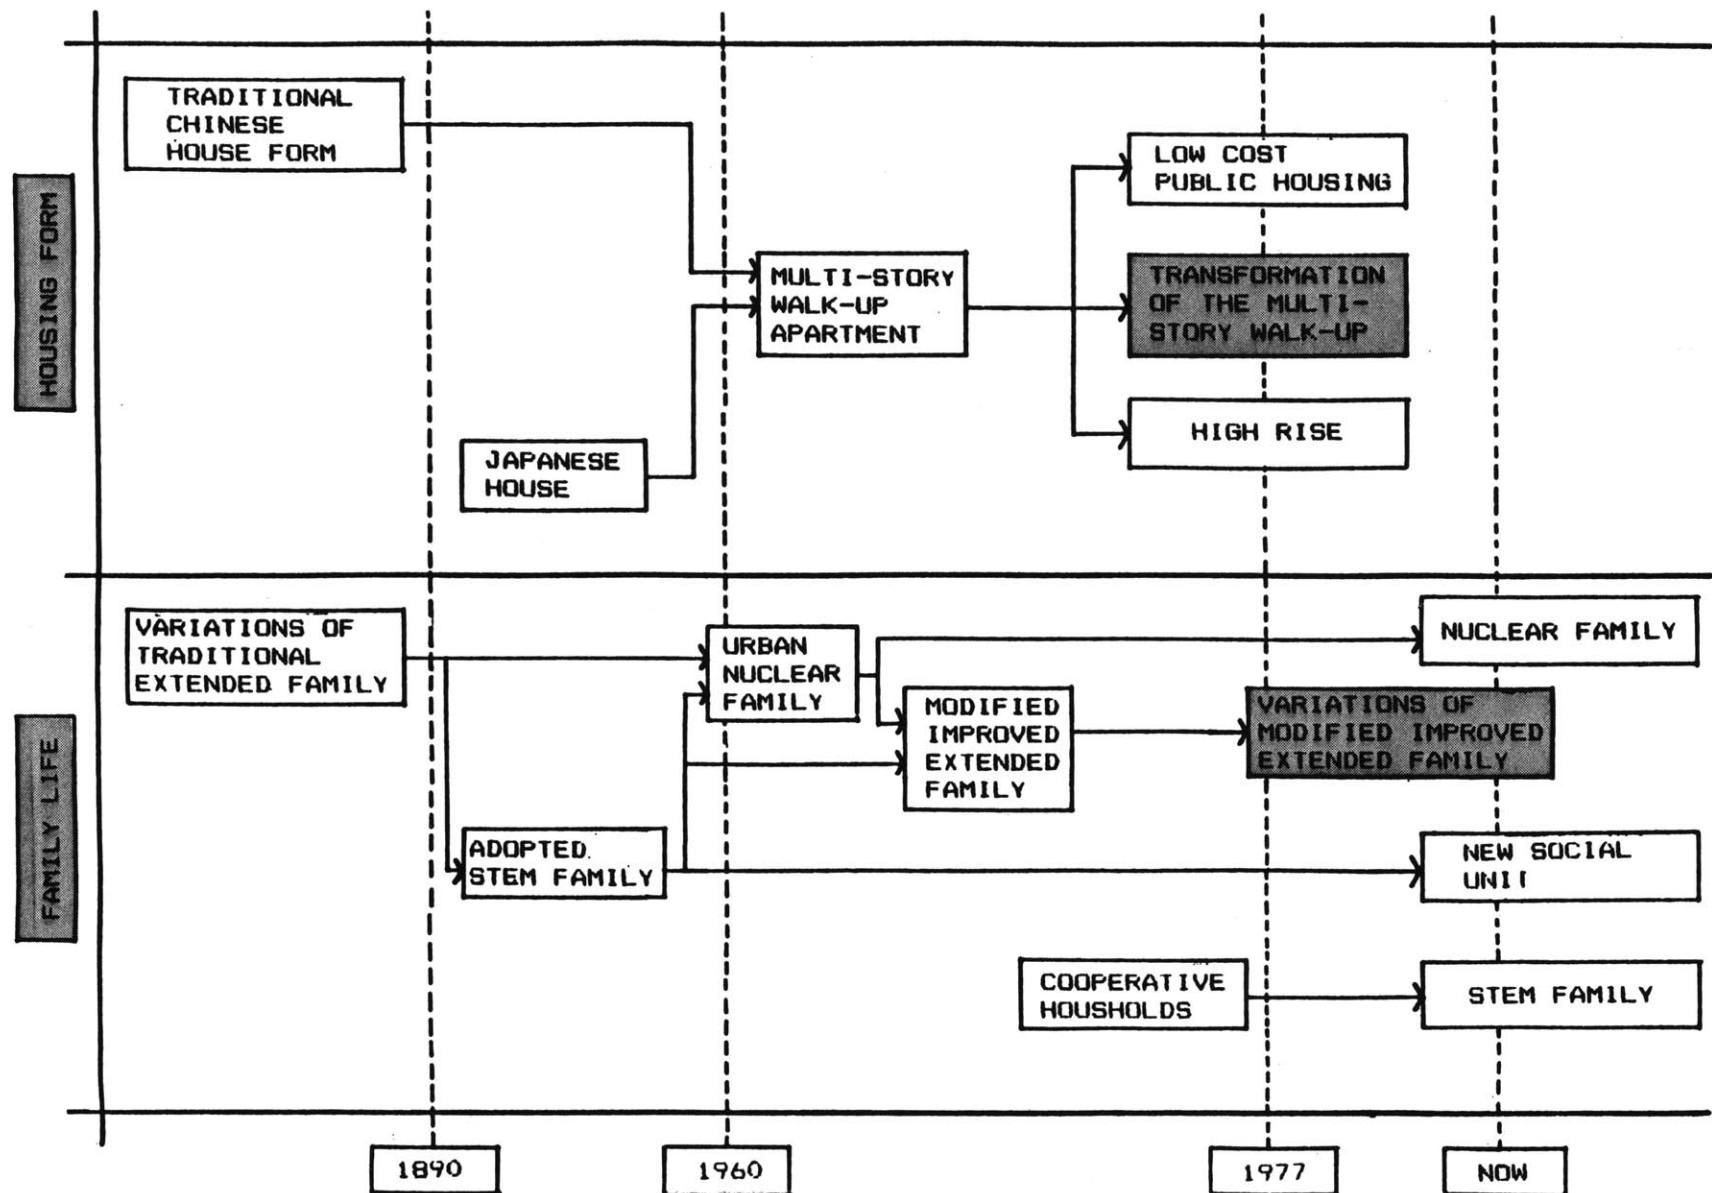 HOUSING FORM
TRADITIONAL
CHINESE
HOUSE FORM
JAPANESE
HOUSE
MULTI-STORY
WALK-UP
APARTMENT
LOW COST
PUBLIC HOUSING
TRANSFORMATION
OF THE MULTI-
STORY WALK-UP
HIGH RISE
FAMILY LIFE
VARIATIONS OF
TRADITIONAL
EXTENDED FAMILY
ADOPTED.
STEM FAMILY
URBAN
NUCLEAR
FAMILY
MODIFIED
IMPROVED
EXTENDED
FAMILY
COOPERATIVE
HOUSHOLDS
NUCLEAR FAMILY
VARIATIONS OF
MODIFIED IMPROVED
EXTENDED FAMILY
NEW SOCIAL
UNIT
STEM FAMILY
1890
1960
1977
NOW